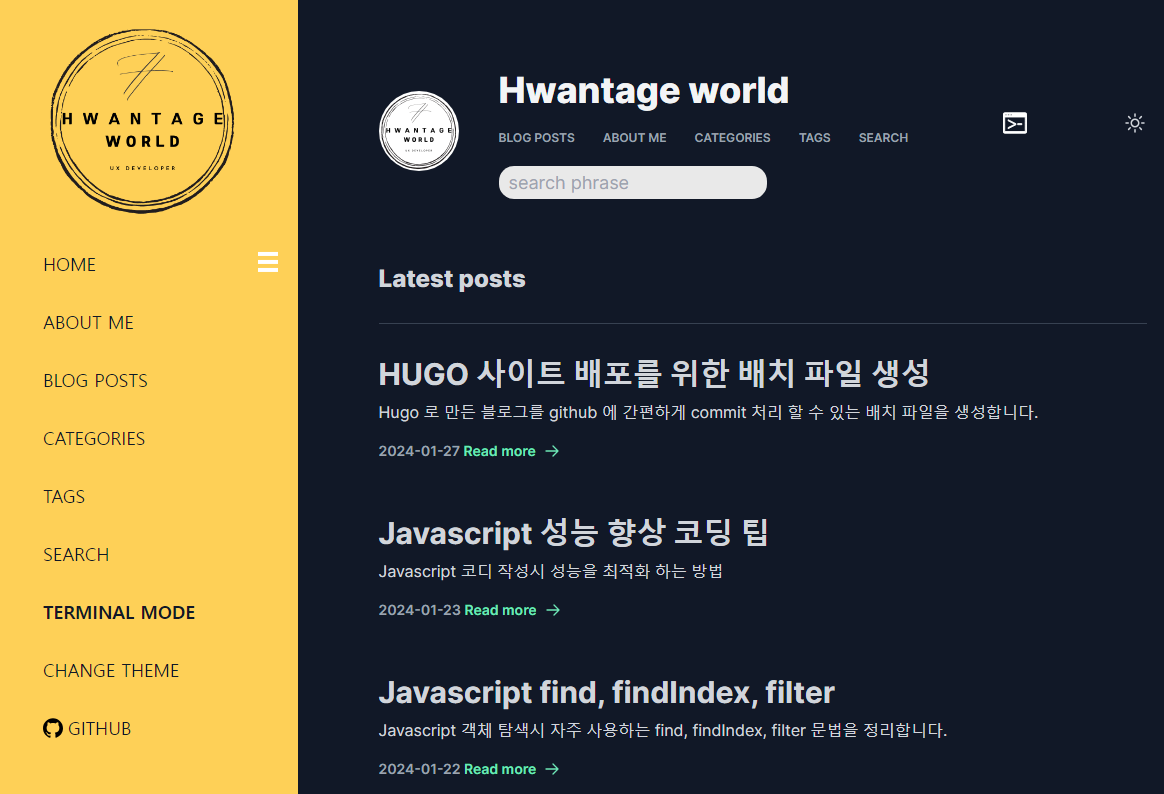 HWANTAGE
WORLD
UX DEVELOPER
HOME
ABOUT ME
BLOG POSTS
CATEGORIES
TAGS
SEARCH
TERMINAL MODE
CHANGE THEME
GITHUB
HWANTAGE
WORLD
UX DEVELOPER
Hwantage world
BLOG POSTS ABOUT ME CATEGORIES TAGS SEARCH
search phrase
Latest posts
HUGO 사이트 배포를 위한 배치 파일 생성
Hugo 로 만든 블로그를 github 에 간편하게 commit 처리 할 수 있는 배치 파일을 생성합니다.
2024-01-27 Read more →
Javascript 성능 향상 코딩 팁
Javascript 코디 작성시 성능을 최적화 하는 방법
2024-01-23 Read more →
Javascript find, findIndex, filter
Javascript 객체 탐색시 자주 사용하는 find, findIndex, filter 문법을 정리합니다.
2024-01-22 Read more →